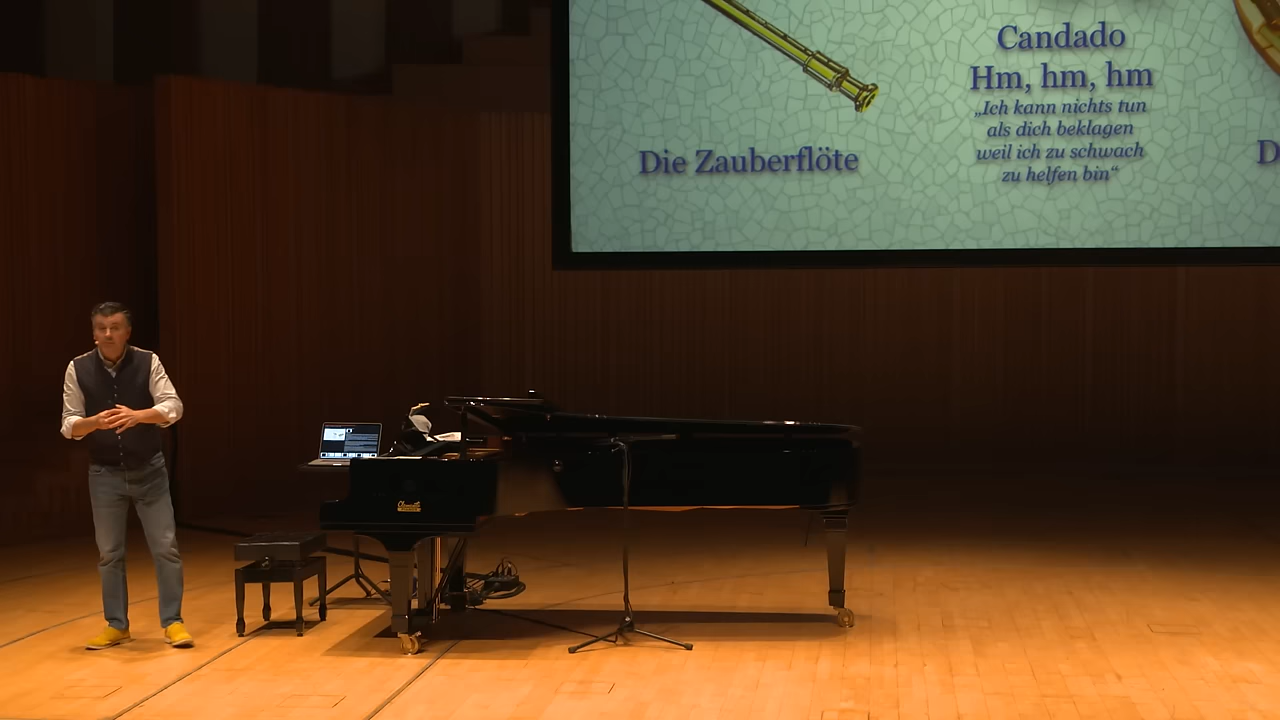 Die Zauberflöte
Candado
Hm, hm, hm
„Ich kann nichts tun
als dich beklagen
weil ich zu schwach
zu helfen bin“
D